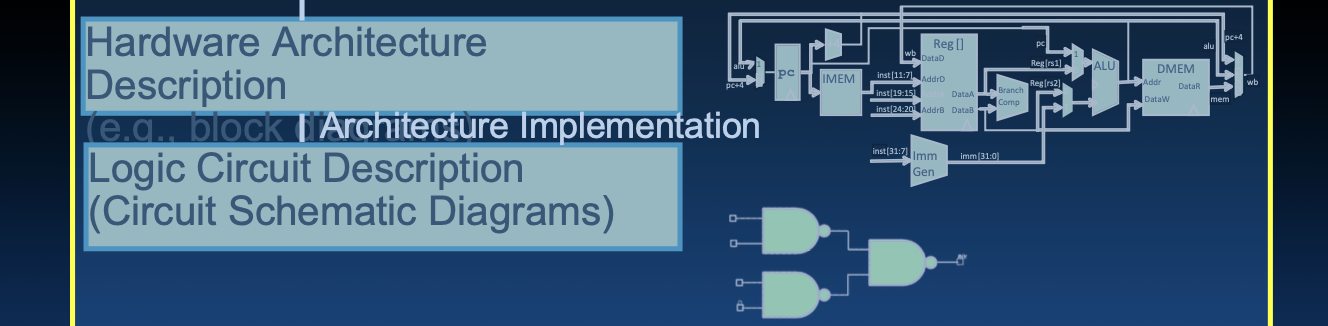 Hardware Architecture
Description
(e.g., block diagrams)
Architecture Implementation
Logic Circuit Description
(Circuit Schematic Diagrams)
pc+4
alu
pc+4
alu
1
pc
IMEM
wb
Reg []
DataD
inst[11:7]
AddrD
inst[19:15]
DataA
inst[24:20]
AddrB
DataB
Branch
Comp
pc
1
Reg[rs1]
Reg[rs2]
ALU
DMEM
Addr
DataR
DataW
mem
wb
inst[31:7]
Imm
Gen
imm[31:0]